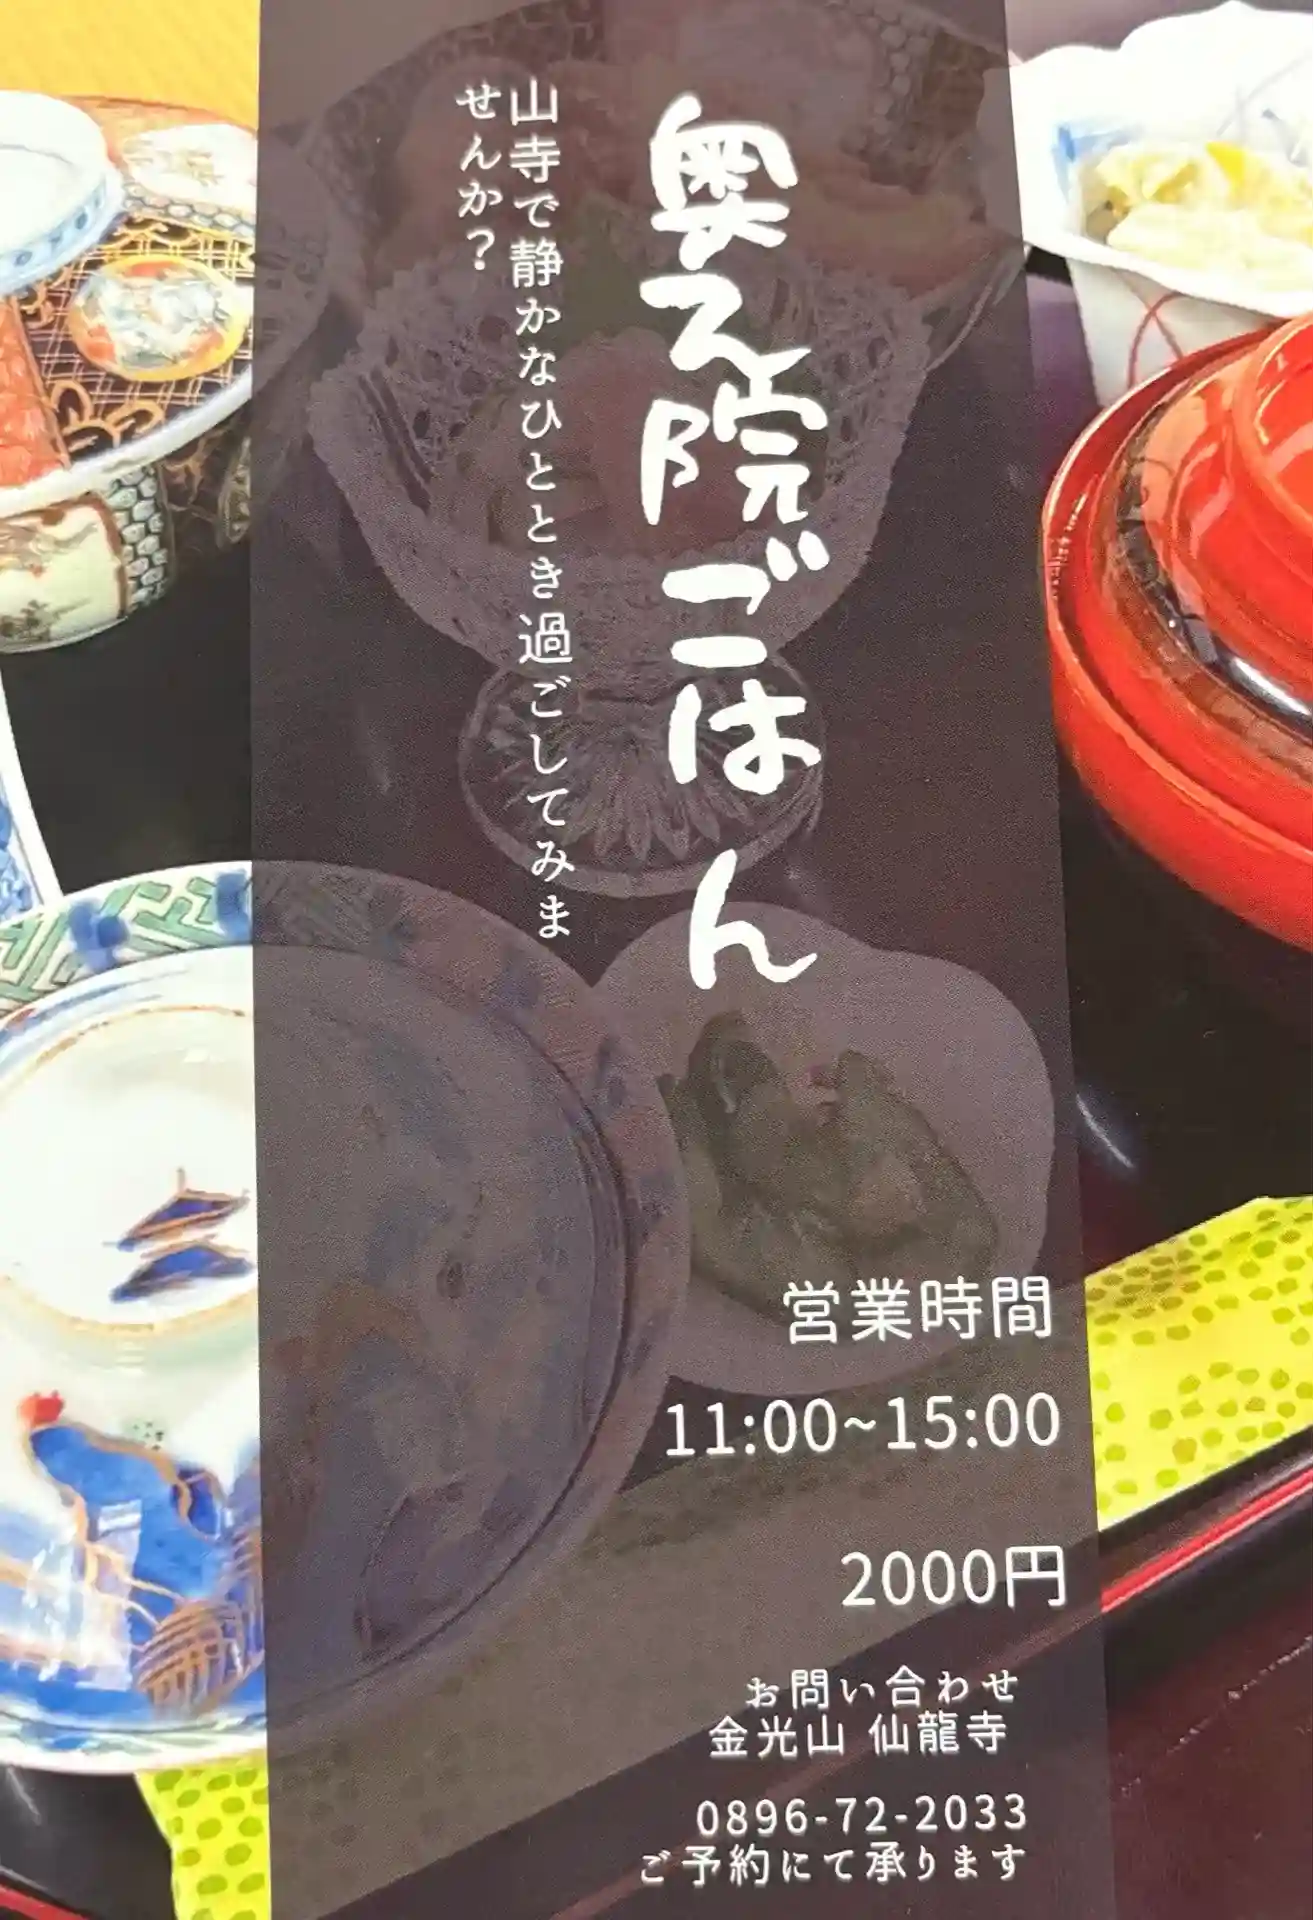 奥之院ごはん
山寺で静かなひととき過ごしてみま
せんか？
営業時間
11:00~15:00
2000円
お問い合わせ
金光山 仙龍寺
0896-72-2033
ご予約にて承ります